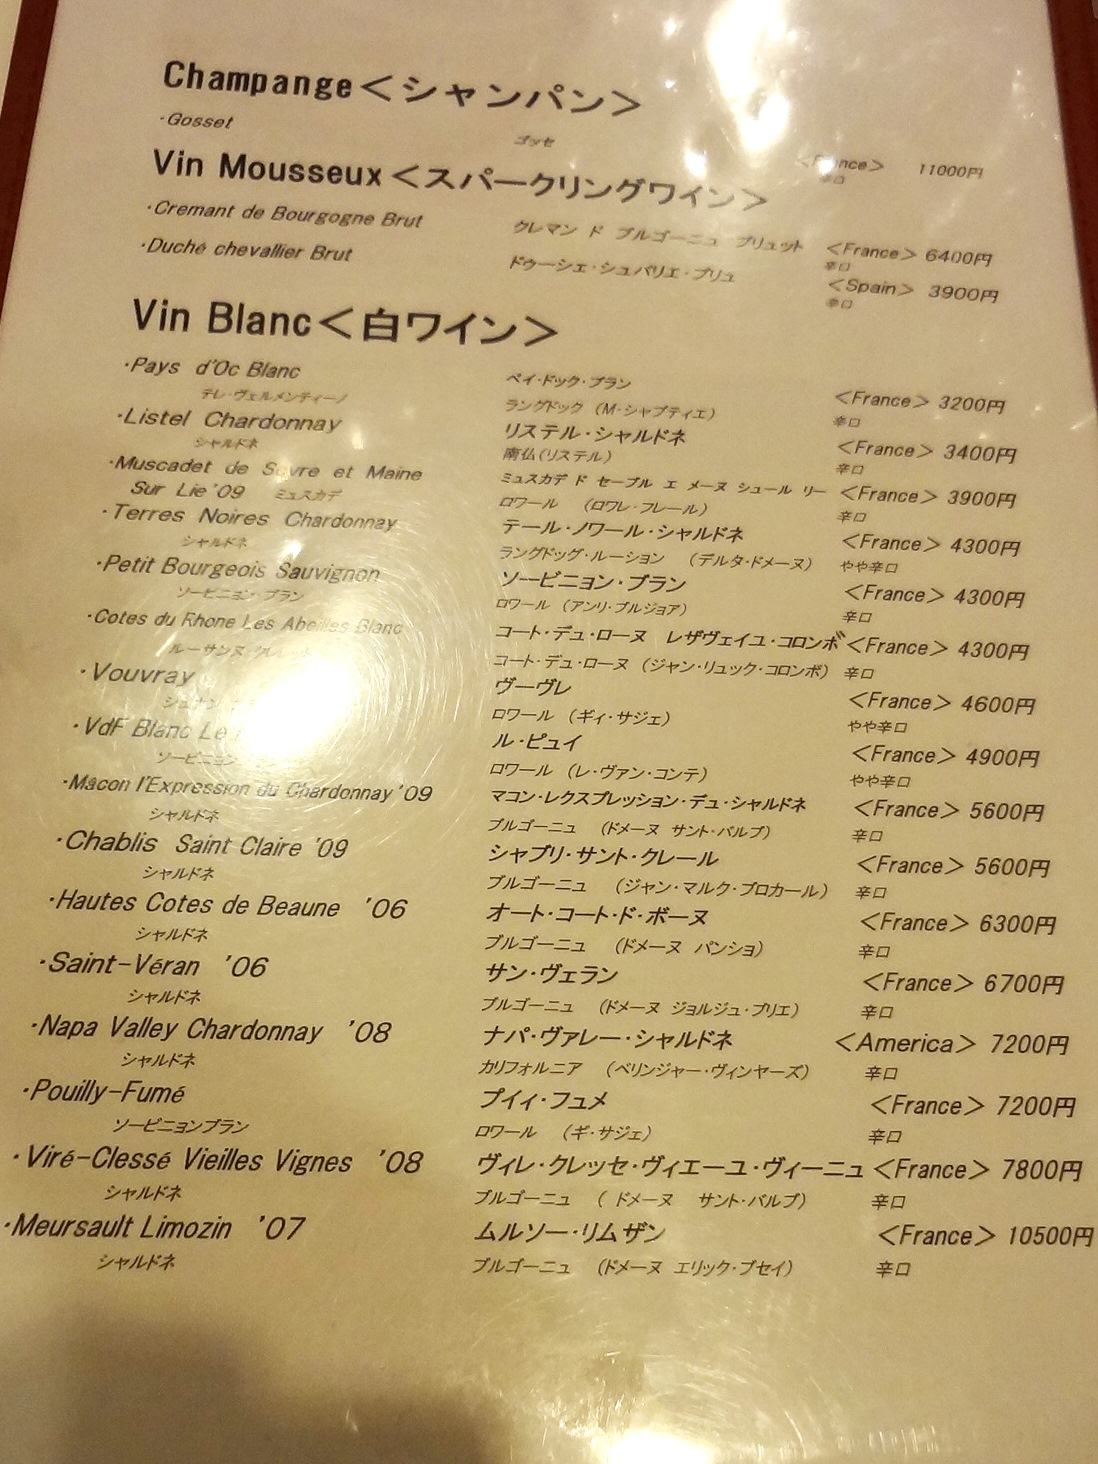 Champange＜シャンパン＞
・Gosset ゴッセ <France> 11000円
辛口
Vin Mousseux＜スパークリングワイン＞
・Cremant de Bourgogne Brut クレマン ド ブルゴーニュ ブリュット <France> 6400円
辛口
・Duché chevallier Brut ドゥーシェ・シュバリエ・ブリュ <Spain> 3900円
辛口
Vin Blanc＜白ワイン＞
・Pays d'Oc Blanc ペイ・ドック・ブラン <France> 3200円
テレ・ヴェルメンティーノ ラングドック （M・シャプティエ） 辛口
・Listel Chardonnay リステル・シャルドネ <France> 3400円
シャルドネ 南仏（リステル） 辛口
・Muscadet de Sevre et Maine ミュスカデ ド セーブル エ メーヌ シュール リー <France> 3900円
Sur Lie'09 ミュスカデ ロワール （ロワレ・フレール） 辛口
・Terres Noires Chardonnay テール・ノワール・シャルドネ <France> 4300円
シャルドネ ラングドッグ・ルーション （デルタ・ドメーヌ） やや辛口
・Petit Bourgeois Sauvignon ソービニョン・ブラン <France> 4300円
ソービニョン・ブラン ロワール （アンリ・ブルジョア） 辛口
・Cotes du Rhone Les Abeilles Blanc コート・デュ・ローヌ レザヴェイユ・コロンボ <France> 4300円
ルーサンヌ コート・デュ・ローヌ （ジャン・リュック・コロンボ） 辛口
・Vouvray ヴーヴレ <France> 4600円
ロワール （ギィ・サジェ） やや辛口
・VdF Blanc Le ル・ピュイ <France> 4900円
ソービニョン ロワール （レ・ヴァン・コンテ） やや辛口
・Mâcon l'Expression du Chardonnay'09 マコン・レクスプレッション・デュ・シャルドネ <France> 5600円
シャルドネ ブルゴーニュ （ドメーヌ サント・バルブ） 辛口
・Chablis Saint Claire '09 シャブリ・サント・クレール <France> 5600円
シャルドネ ブルゴーニュ （ジャン・マルク・ブロカール） 辛口
・Hautes Cotes de Beaune '06 オート・コート・ド・ボーヌ <France> 6300円
シャルドネ ブルゴーニュ （ドメーヌ パンショ） 辛口
・Saint-Véran '06 サン・ヴェラン <France> 6700円
シャルドネ ブルゴーニュ （ドメーヌ ジョルジュ・ブリエ） 辛口
・Napa Valley Chardonnay '08 ナパ・ヴァレー・シャルドネ <America> 7200円
シャルドネ カリフォルニア （ベリンジャー・ヴィンヤーズ） 辛口
・Pouilly-Fumé プイィ・フュメ <France> 7200円
ソービニョンブラン ロワール （ギ・サジェ） 辛口
・Viré-Clessé Vieilles Vignes '08 ヴィレ・クレッセ・ヴィエーユ・ヴィーニュ <France> 7800円
シャルドネ ブルゴーニュ （ ドメーヌ サント・バルブ） 辛口
・Meursault Limozin '07 ムルソー・リムザン <France> 10500円
シャルドネ ブルゴーニュ （ドメーヌ エリック・ブセイ） 辛口